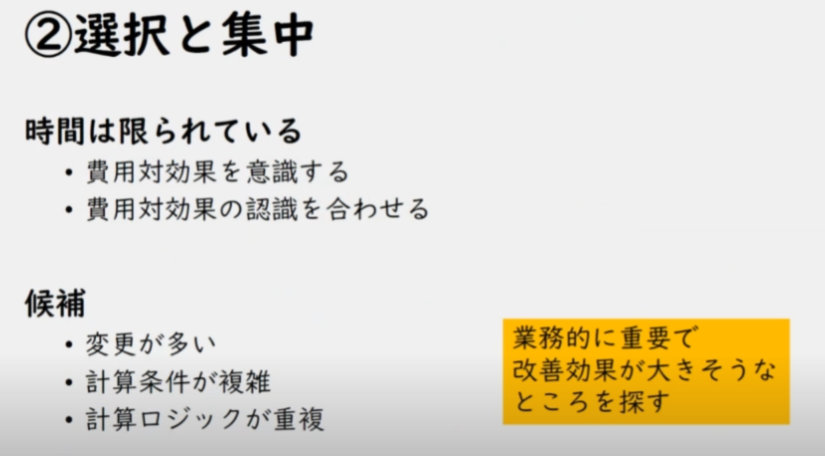 ②選択と集中
時間は限られている
• 費用対効果を意識する
• 費用対効果の認識を合わせる
候補
• 変更が多い
• 計算条件が複雑
• 計算ロジックが重複
業務的に重要で
改善効果が大きそうな
ところを探す